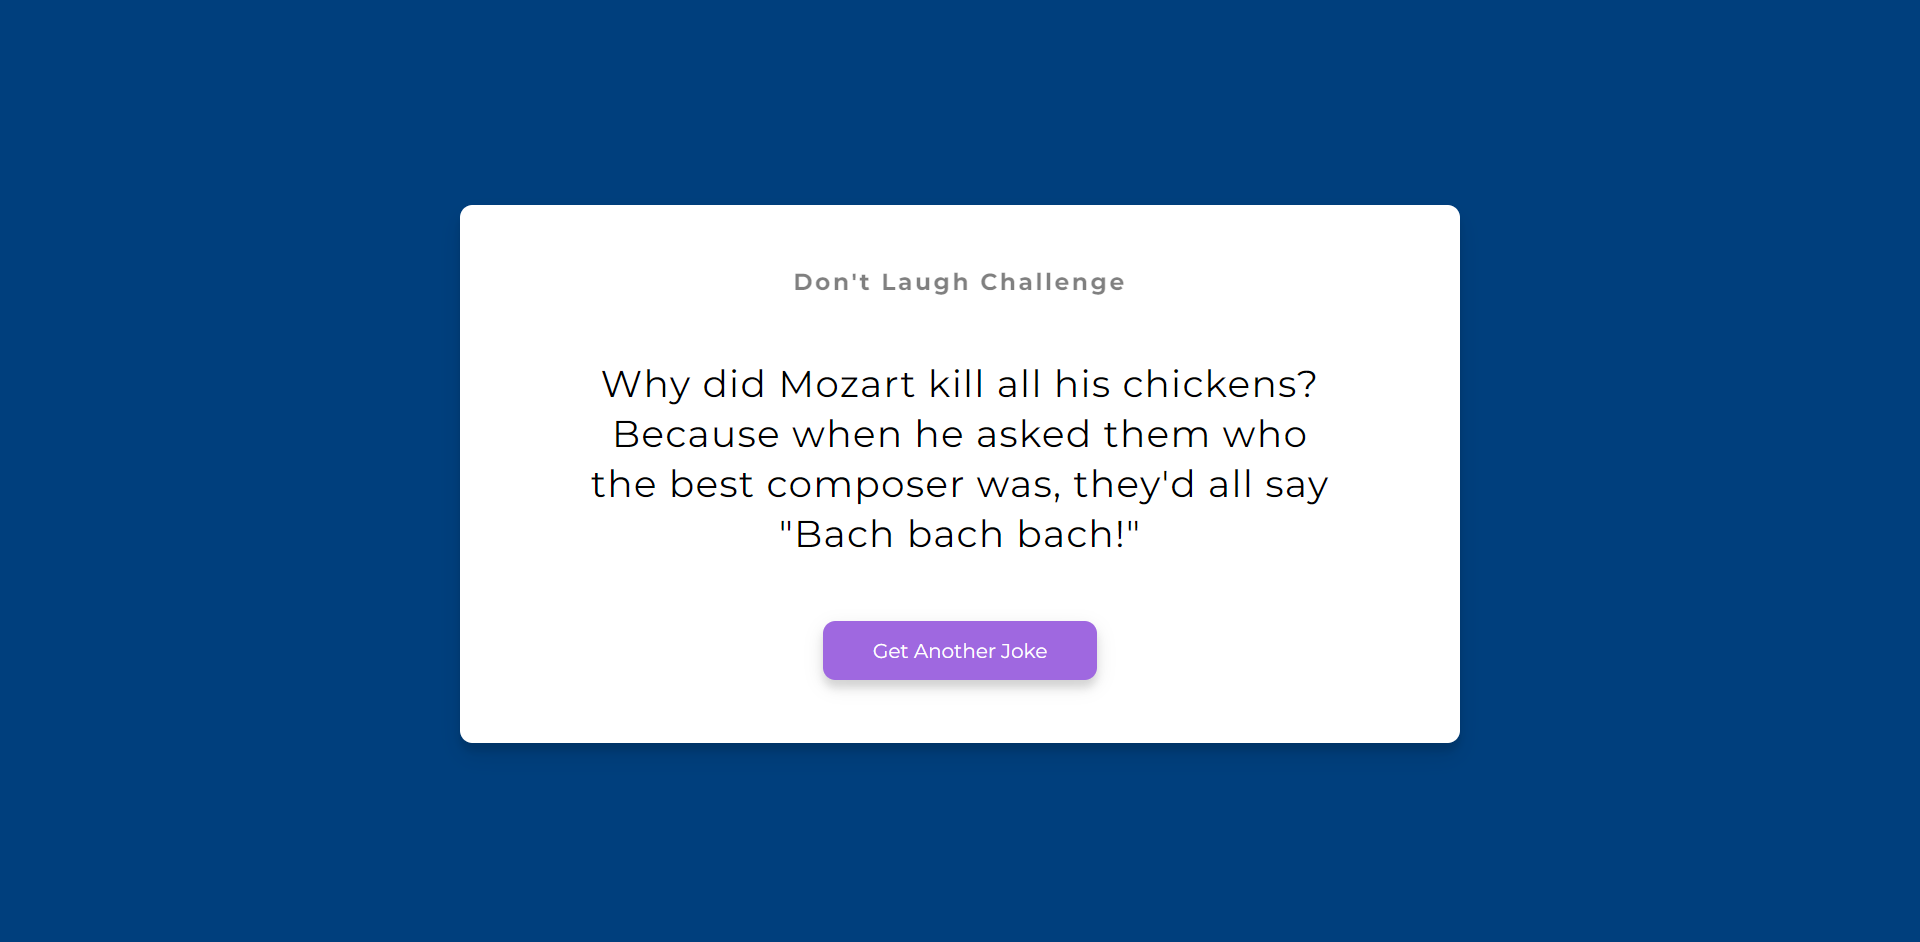 Don't Laugh Challenge
Why did Mozart kill all his chickens?
Because when he asked them who
the best composer was, they'd all say
"Bach bach bach!"
Get Another Joke